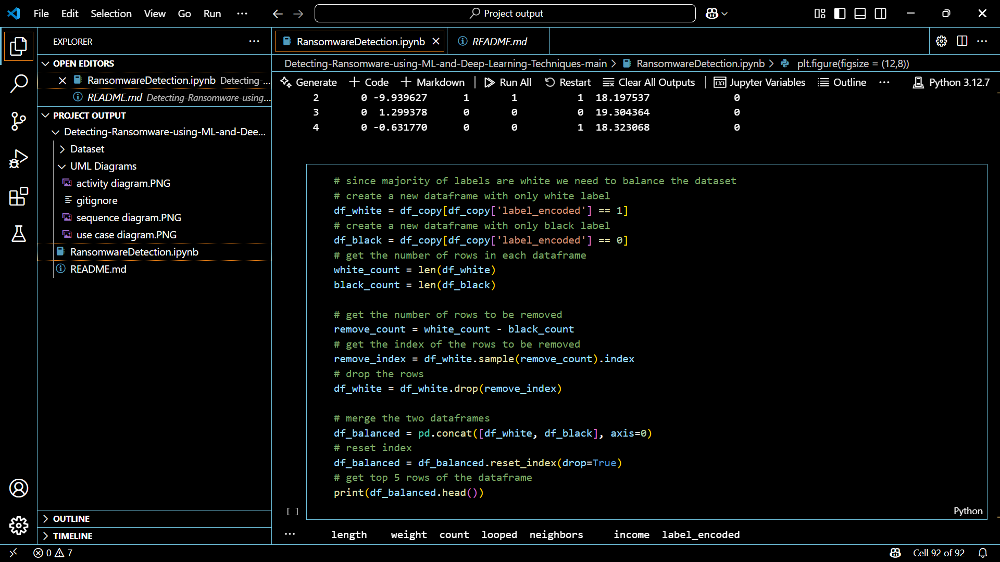 File Edit Selection View Go Run ···
Project output
EXPLORER ···
OPEN EDITORS
RansomwareDetection.ipynb Detecting-...
README.md Detecting-Ransomware-using...
PROJECT OUTPUT
Detecting-Ransomware-using-ML-and-Dee...
Dataset
UML Diagrams
activity diagram.PNG
gitignore
sequence diagram.PNG
use case diagram.PNG
RansomwareDetection.ipynb
README.md
OUTLINE
TIMELINE
RansomwareDetection.ipynb README.md
Detecting-Ransomware-using-ML-and-Deep-Learning-Techniques-main > RansomwareDetection.ipynb > plt.figure(figsize = (12,8))
Generate + Code + Markdown | Run All Restart Clear All Outputs | Jupyter Variables Outline ··· Python 3.12.7
2 0 -9.939627 1 1 1 18.197537 0
3 0 1.299378 0 0 0 19.304364 0
4 0 -0.631770 0 0 1 18.323068 0
# since majority of labels are white we need to balance the dataset
# create a new dataframe with only white label
df_white = df_copy[df_copy['label_encoded'] == 1]
# create a new dataframe with only black label
df_black = df_copy[df_copy['label_encoded'] == 0]
# get the number of rows in each dataframe
white_count = len(df_white)
black_count = len(df_black)
# get the number of rows to be removed
remove_count = white_count - black_count
# get the index of the rows to be removed
remove_index = df_white.sample(remove_count).index
# drop the rows
df_white = df_white.drop(remove_index)
# merge the two dataframes
df_balanced = pd.concat([df_white, df_black], axis=0)
# reset index
df_balanced = df_balanced.reset_index(drop=True)
# get top 5 rows of the dataframe
print(df_balanced.head())
[ ] Python
··· length weight count looped neighbors income label_encoded
0 7 Cell 92 of 92